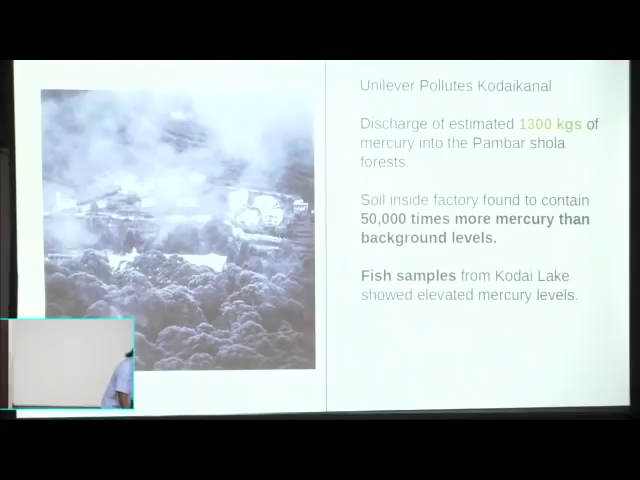 Unilever Pollutes Kodaikanal
Discharge of estimated 1300 kgs of
mercury into the Pambar shola
forests.
Soil inside factory found to contain
50,000 times more mercury than
background levels.
Fish samples from Kodai Lake
showed elevated mercury levels.